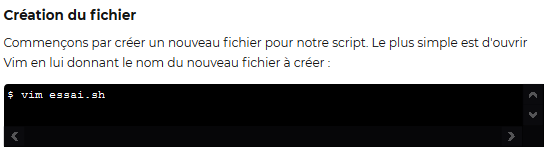 Création du fichier
Commençons par créer un nouveau fichier pour notre script. Le plus simple est d'ouvrir
Vim en lui donnant le nom du nouveau fichier à créer :
$ vim essai.sh